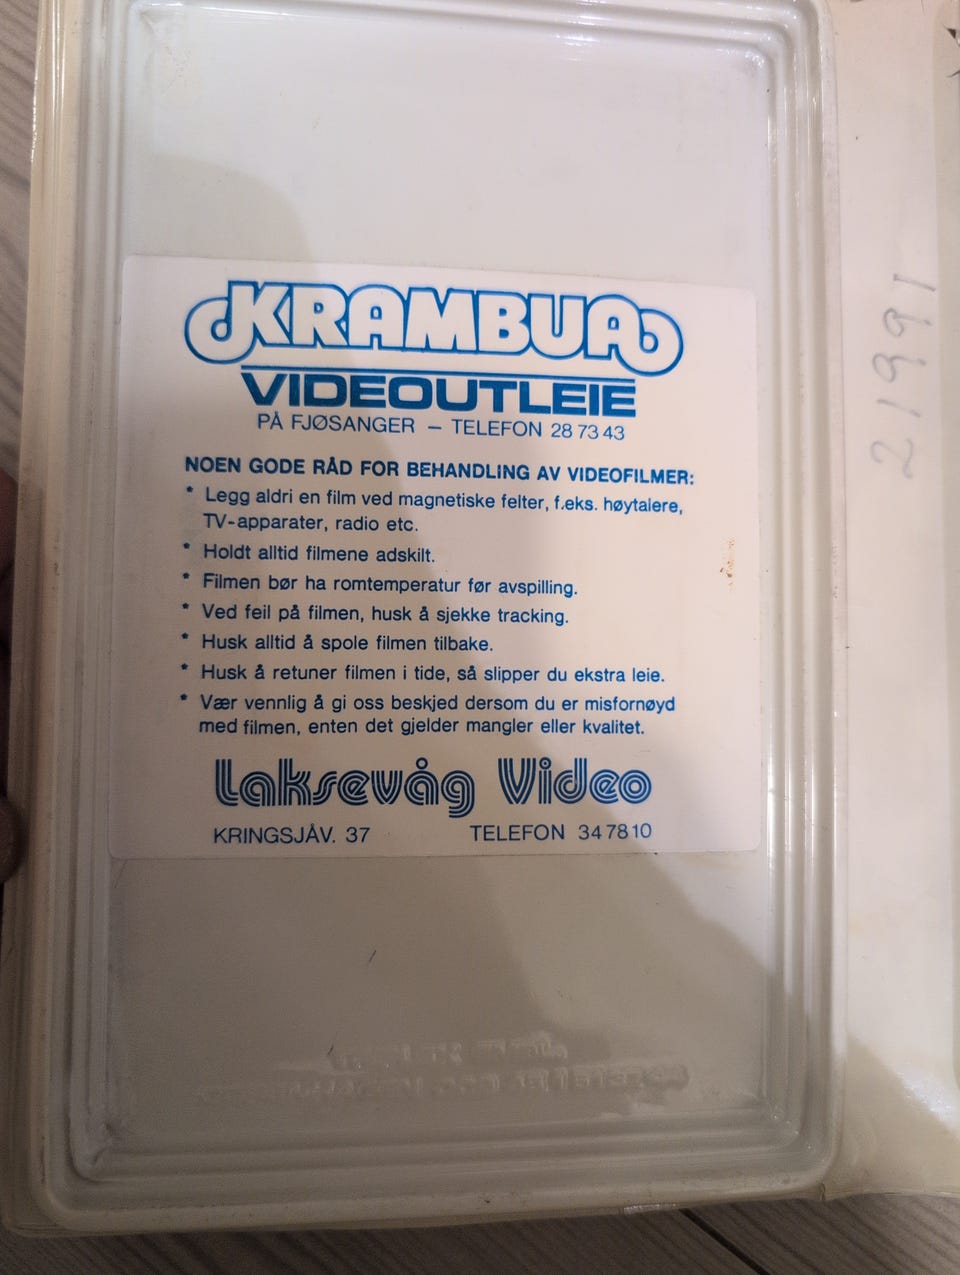 KRAMBUA
VIDEOUTLEIE
PÅ FJØSANGER – TELEFON 28 73 43
NOEN GODE RÅD FOR BEHANDLING AV VIDEOFILMER:
* Legg aldri en film ved magnetiske felter, f.eks. høytalere,
TV-apparater, radio etc.
* Holdt alltid filmene adskilt.
* Filmen bør ha romtemperatur før avspilling.
* Ved feil på filmen, husk å sjekke tracking.
* Husk alltid å spole filmen tilbake.
* Husk å retuner filmen i tide, så slipper du ekstra leie.
* Vær vennlig å gi oss beskjed dersom du er misfornøyd
med filmen, enten det gjelder mangler eller kvalitet.
Laksevåg Video
KRINGSJÅV. 37 TELEFON 34 78 10
21991